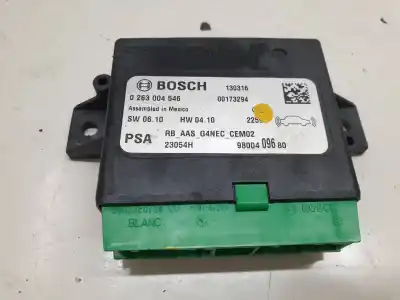 BOSCH 130316
0 263 004 546 00173294
Assembled in Mexico
SW 06.10 HW 04.10
PSA RB_AAS_G4NEC_CEM02
23054H 98004 096 80
BLANC